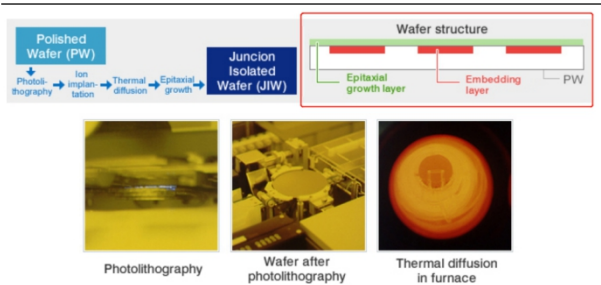 Polished
Wafer (PW)
Photoli-
thography
Ion
implan-
tation
Thermal
diffusion
Epitaxial
growth
Juncion
Isolated
Wafer (JIW)
Wafer structure
Epitaxial
growth layer
Embedding
layer
PW
Photolithography
Wafer after
photolithography
Thermal diffusion
in furnace